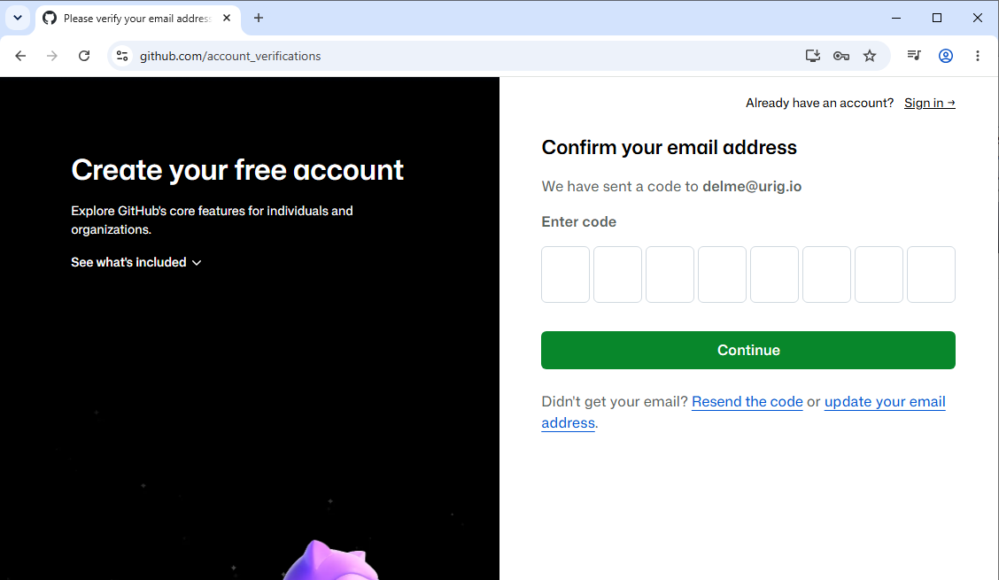 Please verify your email address
github.com/account_verifications
Already have an account? Sign in →
Create your free account
Explore GitHub's core features for individuals and
organizations.
See what's included
Confirm your email address
We have sent a code to delme@urig.io
Enter code
Continue
Didn't get your email? Resend the code or update your email
address.